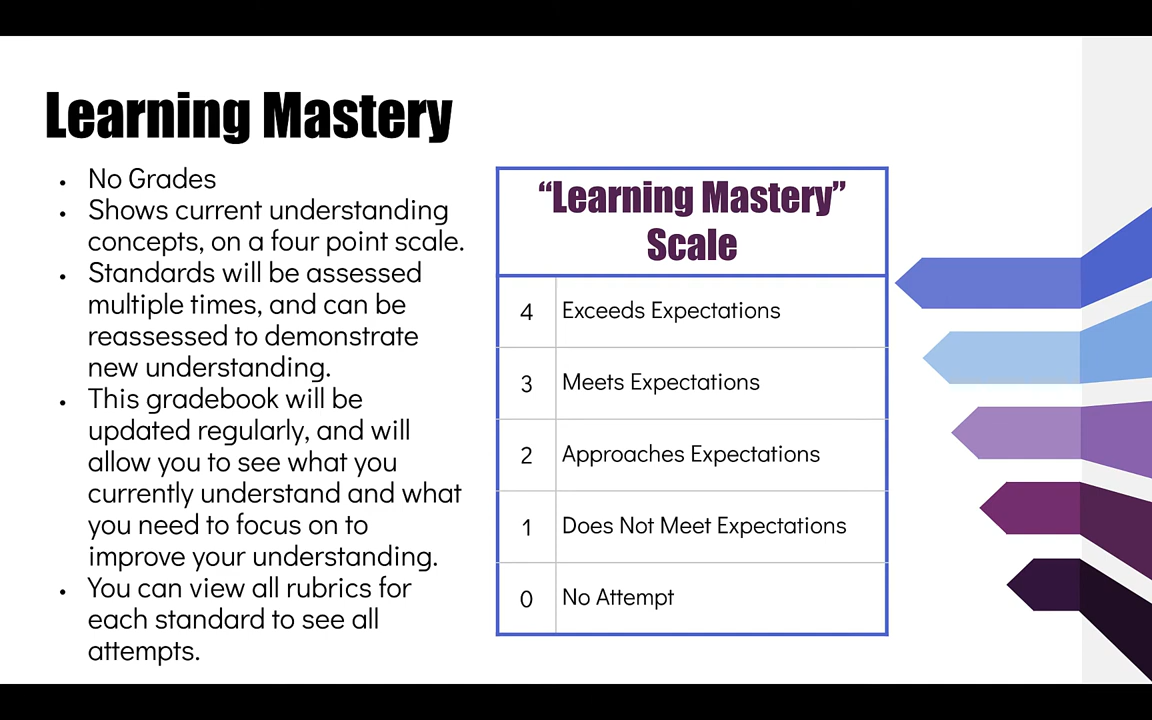 Learning Mastery
• No Grades
• Shows current understanding
concepts, on a four point scale.
• Standards will be assessed
multiple times, and can be
reassessed to demonstrate
new understanding.
• This gradebook will be
updated regularly, and will
allow you to see what you
currently understand and what
you need to focus on to
improve your understanding.
• You can view all rubrics for
each standard to see all
attempts.
“Learning Mastery”
Scale
4 Exceeds Expectations
3 Meets Expectations
2 Approaches Expectations
1 Does Not Meet Expectations
0 No Attempt